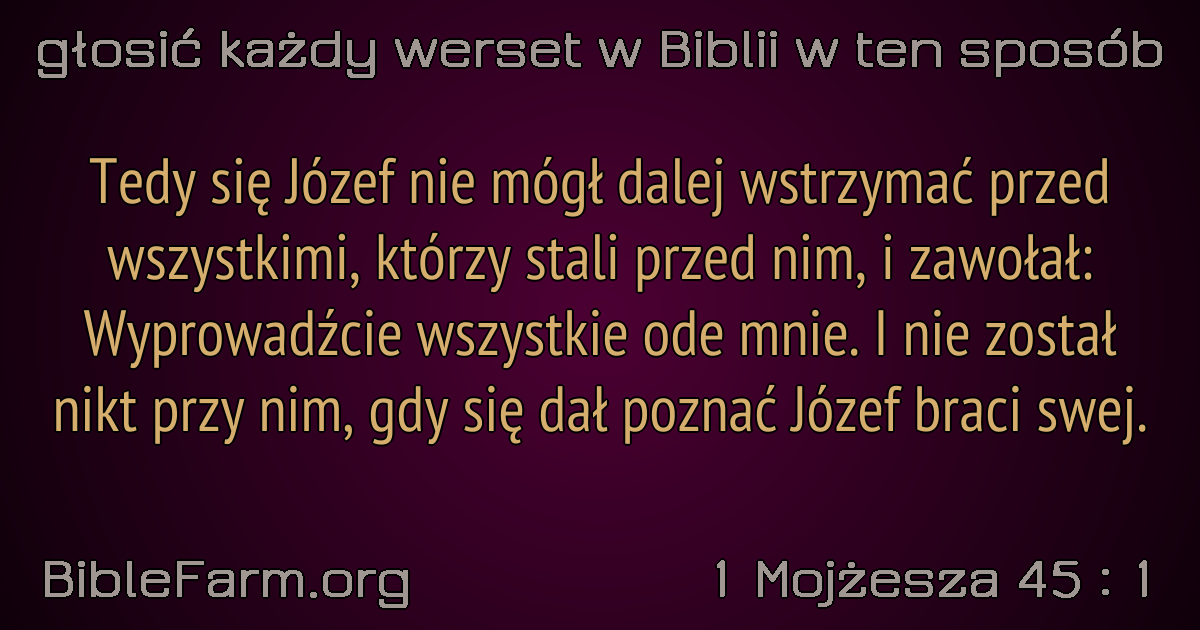 głosić każdy werset w Biblii w ten sposób
Tedy się Józef nie mógł dalej wstrzymać przed
wszystkimi, którzy stali przed nim, i zawołał:
Wyprowadźcie wszystkie ode mnie. I nie został
nikt przy nim, gdy się dał poznać Józef braci swej.
BibleFarm.org
1 Mojżesza 45 : 1